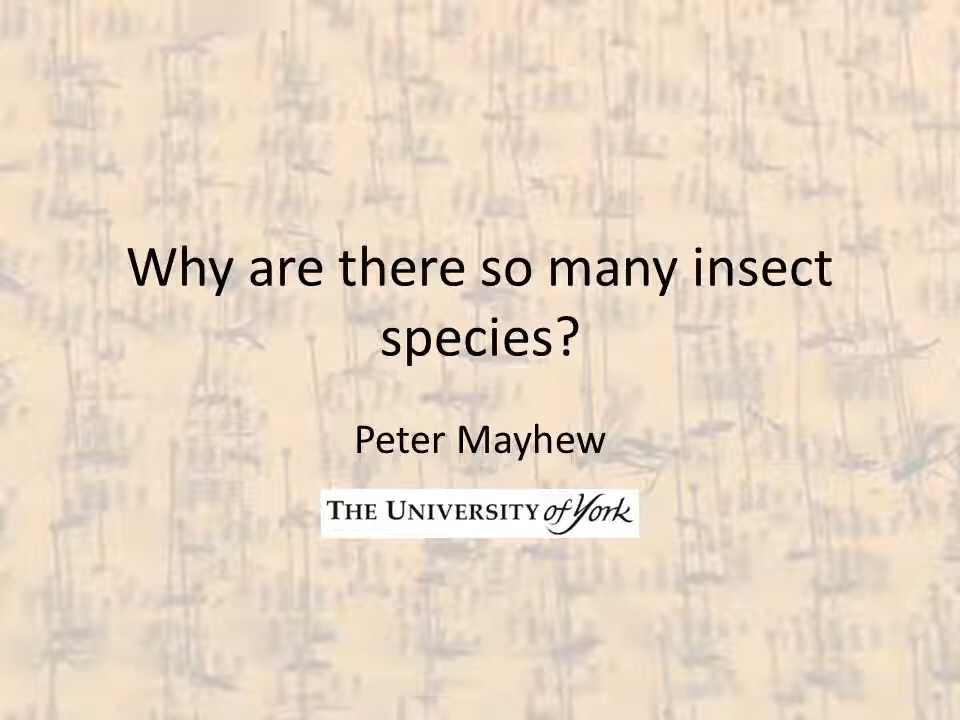 Why are there so many insect
species?
Peter Mayhew
THE UNIVERSITY of York